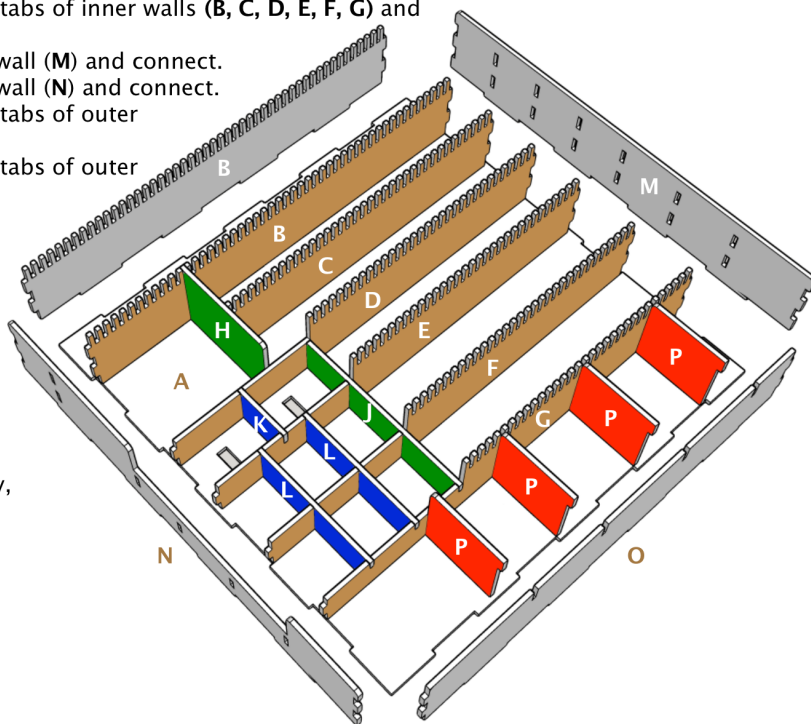 tabs of inner walls (B, C, D, E, F, G) and
wall (M) and connect.
wall (N) and connect.
tabs of outer
tabs of outer
B
M
B
C
D
H
E
P
A
F
J
G
P
K
L
L
P
P
N
O